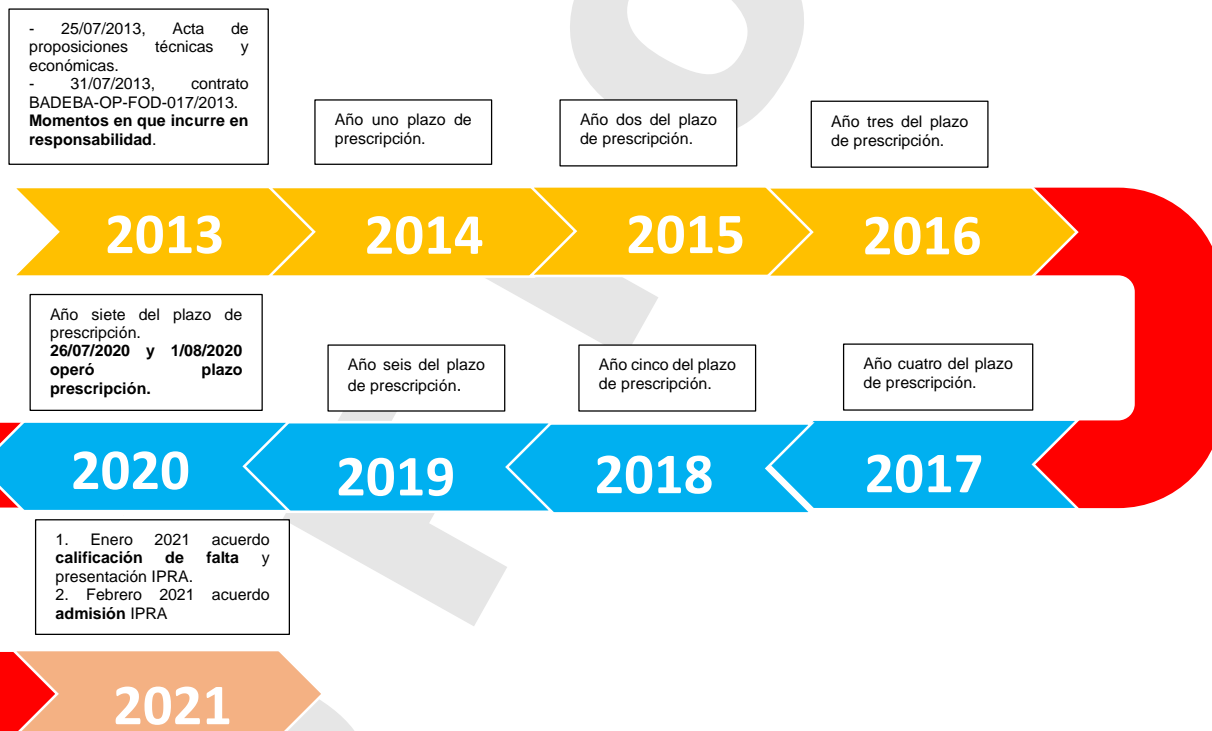 - 25/07/2013, Acta de
proposiciones técnicas y
económicas.
- 31/07/2013, contrato
BADEBA-OP-FOD-017/2013.
Momentos en que incurre en
responsabilidad.
Año uno plazo de
prescripción.
Año dos del plazo
de prescripción.
Año tres del plazo
de prescripción.
2013
2014
2015
2016
Año siete del plazo de
prescripción.
26/07/2020 y 1/08/2020
operó plazo
prescripción.
Año seis del plazo
de prescripción.
Año cinco del plazo
de prescripción.
Año cuatro del plazo
de prescripción.
2020
2019
2018
2017
1. Enero 2021 acuerdo
calificación de falta y
presentación IPRA.
2. Febrero 2021 acuerdo
admisión IPRA
2021